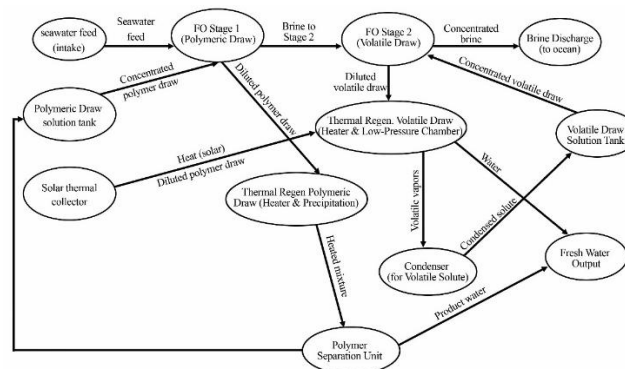 Seawater
feed
seawater feed
(intake)
FO Stage 1
(Polymeric Draw)
Brine to
Stage 2
FO Stage 2
(Volatile Draw)
Concentrated
brine
Brine Discharge
(to ocean)
Concentrated
polymer draw
Diluted polymer draw
Diluted
volatile draw
Concentrated volatile draw
Polymeric Draw
solution tank
Thermal Regen. Volatile Draw
(Heater & Low-Pressure Chamber)
Volatile Draw
Solution Tank
Heat (solar)
Diluted polymer draw
Solar thermal
collector
Thermal Regen Polymeric
Draw (Heater & Precipitation)
Volatilc vapors
Water
Condensed solute
Condenser
(for Volatile Solute)
Fresh Water
Output
Heated mixture
Product water
Polymer
Separation Unit